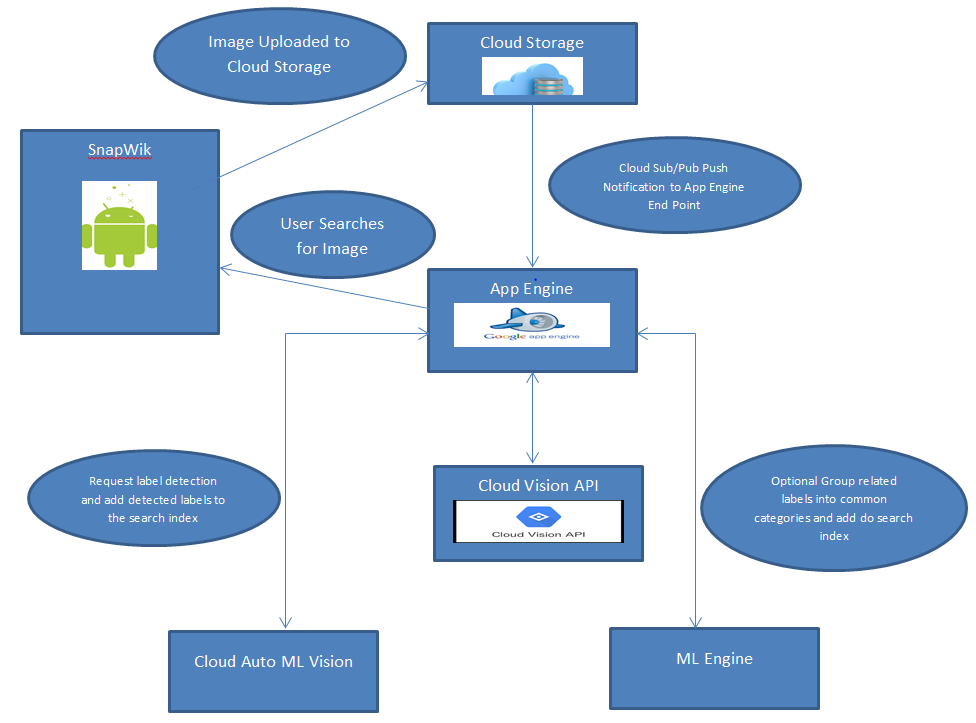 Image Uploaded to
Cloud Storage
Cloud Storage
SnapWik
Cloud Sub/Pub Push
Notification to App Engine
End Point
User Searches
for Image
App Engine
Google app engine
Request label detection
and add detected labels to
the search index
Cloud Vision API
Cloud Vision API
Optional Group related
labels into common
categories and add do search
index
Cloud Auto ML Vision
ML Engine